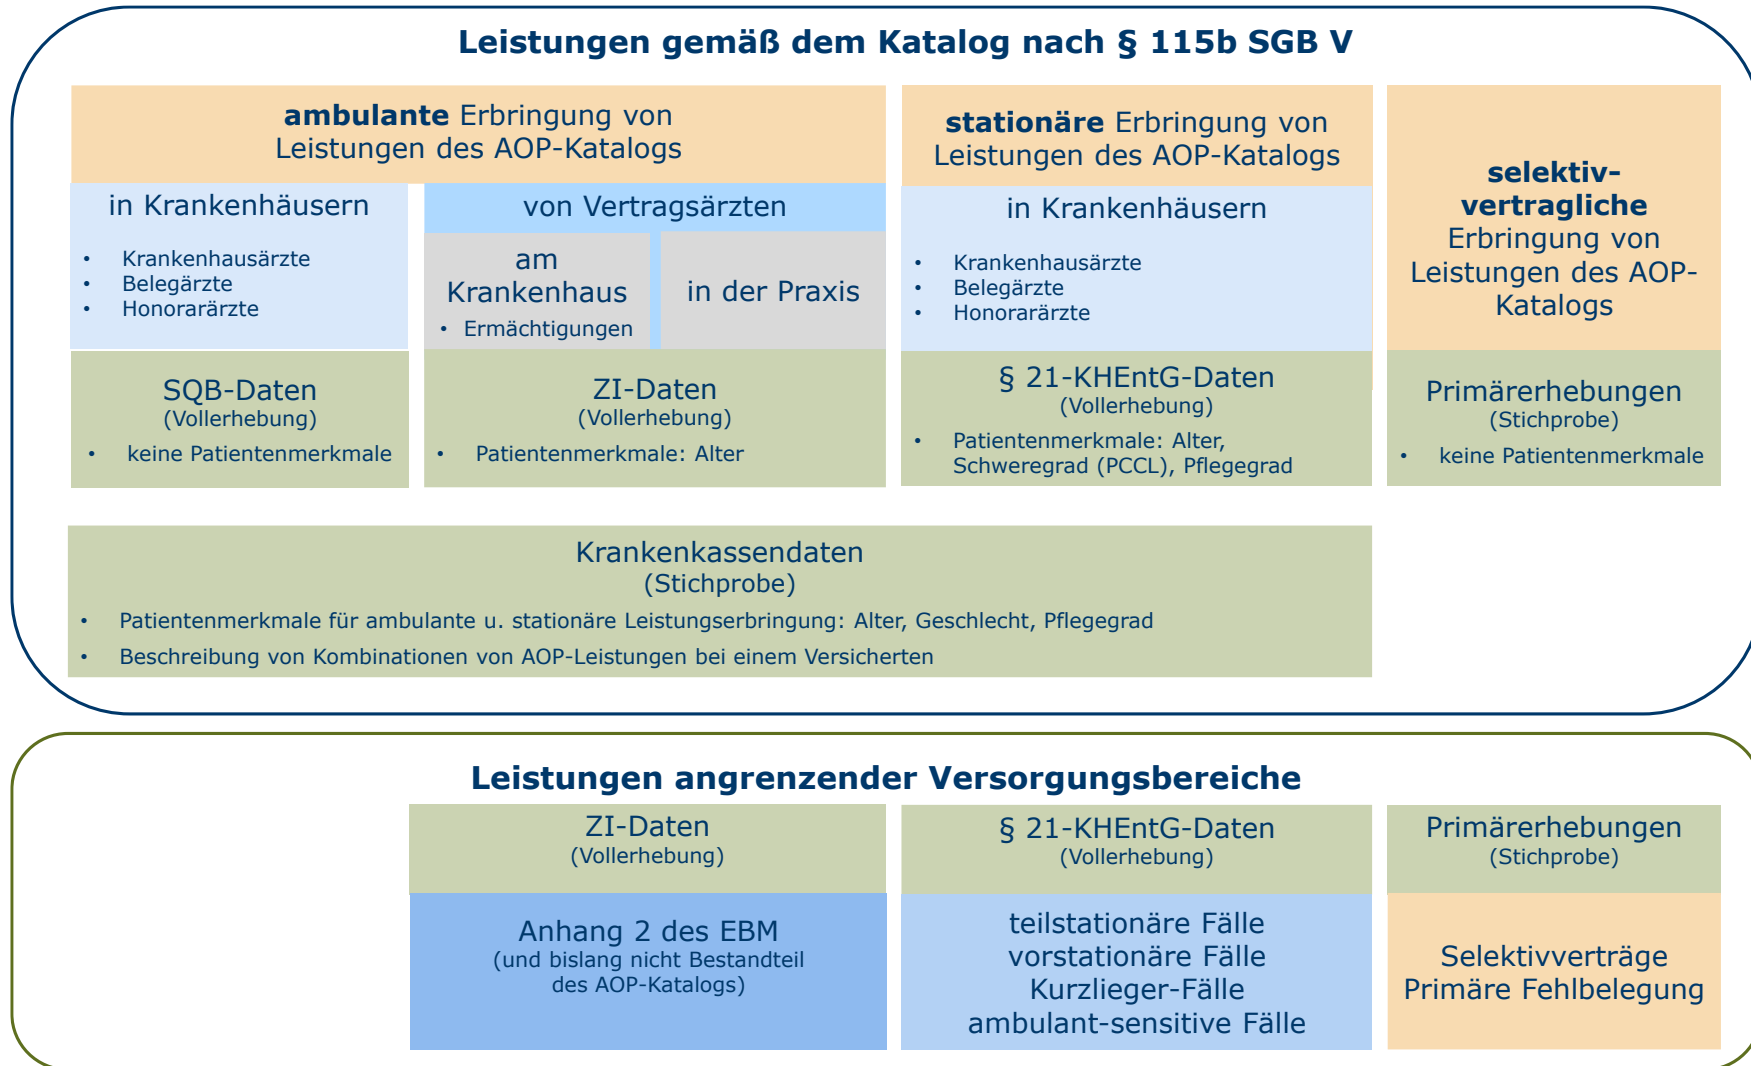 Leistungen gemäß dem Katalog nach § 115b SGB V
ambulante Erbringung von
Leistungen des AOP-Katalogs
in Krankenhäusern
• Krankenhausärzte
• Belegärzte
• Honorarärzte
von Vertragsärzten
am
Krankenhaus
• Ermächtigungen
in der Praxis
SQB-Daten
(Vollerhebung)
• keine Patientenmerkmale
ZI-Daten
(Vollerhebung)
• Patientenmerkmale: Alter
stationäre Erbringung von
Leistungen des AOP-Katalogs
in Krankenhäusern
• Krankenhausärzte
• Belegärzte
• Honorarärzte
§ 21-KHEntG-Daten
(Vollerhebung)
• Patientenmerkmale: Alter,
Schweregrad (PCCL), Pflegegrad
selektiv-
vertragliche
Erbringung von
Leistungen des AOP-
Katalogs
Primärerhebungen
(Stichprobe)
• keine Patientenmerkmale
Krankenkassendaten
(Stichprobe)
• Patientenmerkmale für ambulante u. stationäre Leistungserbringung: Alter, Geschlecht, Pflegegrad
• Beschreibung von Kombinationen von AOP-Leistungen bei einem Versicherten
Leistungen angrenzender Versorgungsbereiche
ZI-Daten
(Vollerhebung)
Anhang 2 des EBM
(und bislang nicht Bestandteil
des AOP-Katalogs)
§ 21-KHEntG-Daten
(Vollerhebung)
teilstationäre Fälle
vorstationäre Fälle
Kurzlieger-Fälle
ambulant-sensitive Fälle
Primärerhebungen
(Stichprobe)
Selektivverträge
Primäre Fehlbelegung